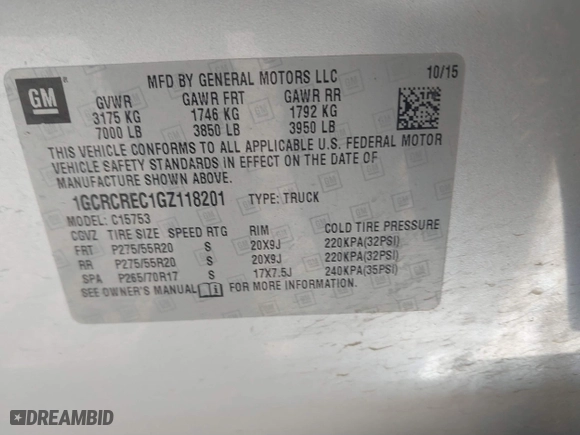 GM
MFD BY GENERAL MOTORS LLC 10/15
GVWR GAWR FRT GAWR RR
3175 KG 1746 KG 1792 KG
7000 LB 3850 LB 3950 LB
THIS VEHICLE CONFORMS TO ALL APPLICABLE U.S. FEDERAL MOTOR
VEHICLE SAFETY STANDARDS IN EFFECT ON THE DATE OF
MANUFACTURE SHOWN ABOVE.
1GCRCREC1GZ118201 TYPE: TRUCK
MODEL: C15753
CGVZ TIRE SIZE SPEED RTG RIM COLD TIRE PRESSURE
FRT P275/55R20 S 20X9J 220KPA(32PSI)
RR P275/55R20 S 20X9J 220KPA(32PSI)
SPA P265/70R17 S 17X7.5J 240KPA(35PSI)
SEE OWNER'S MANUAL FOR MORE INFORMATION.
DREAMBID